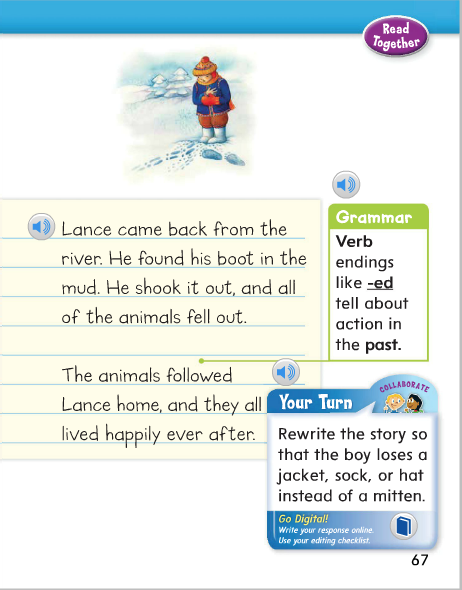 Read
Together
Lance came back from the
river. He found his boot in the
mud. He shook it out, and all
of the animals fell out.
The animals followed
Lance home, and they all
lived happily ever after.
Grammar
Verb
endings
like -ed
tell about
action in
the past.
COLLABORATE
Your Turn
Rewrite the story so
that the boy loses a
jacket, sock, or hat
instead of a mitten.
Go Digital!
Write your response online.
Use your editing checklist.
67